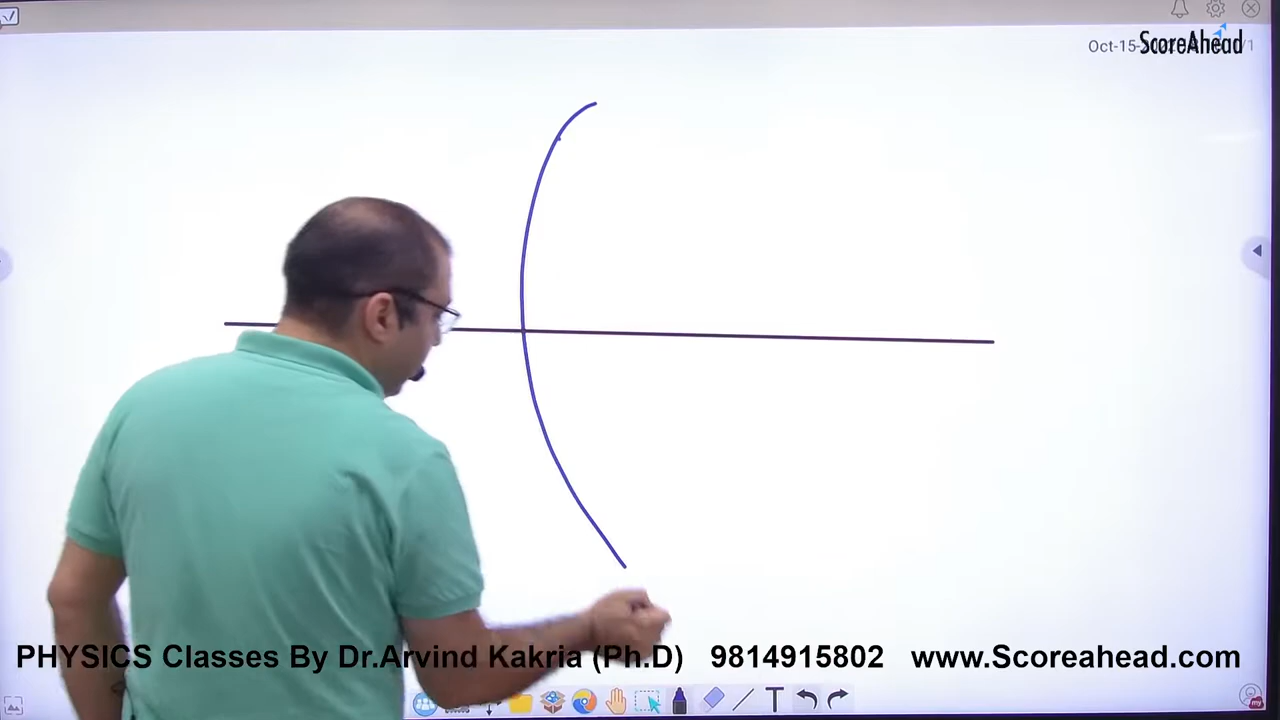 ScoreAhead
PHYSICS Classes By Dr.Arvind Kakria (Ph.D) 9814915802 www.Scoreahead.com
T